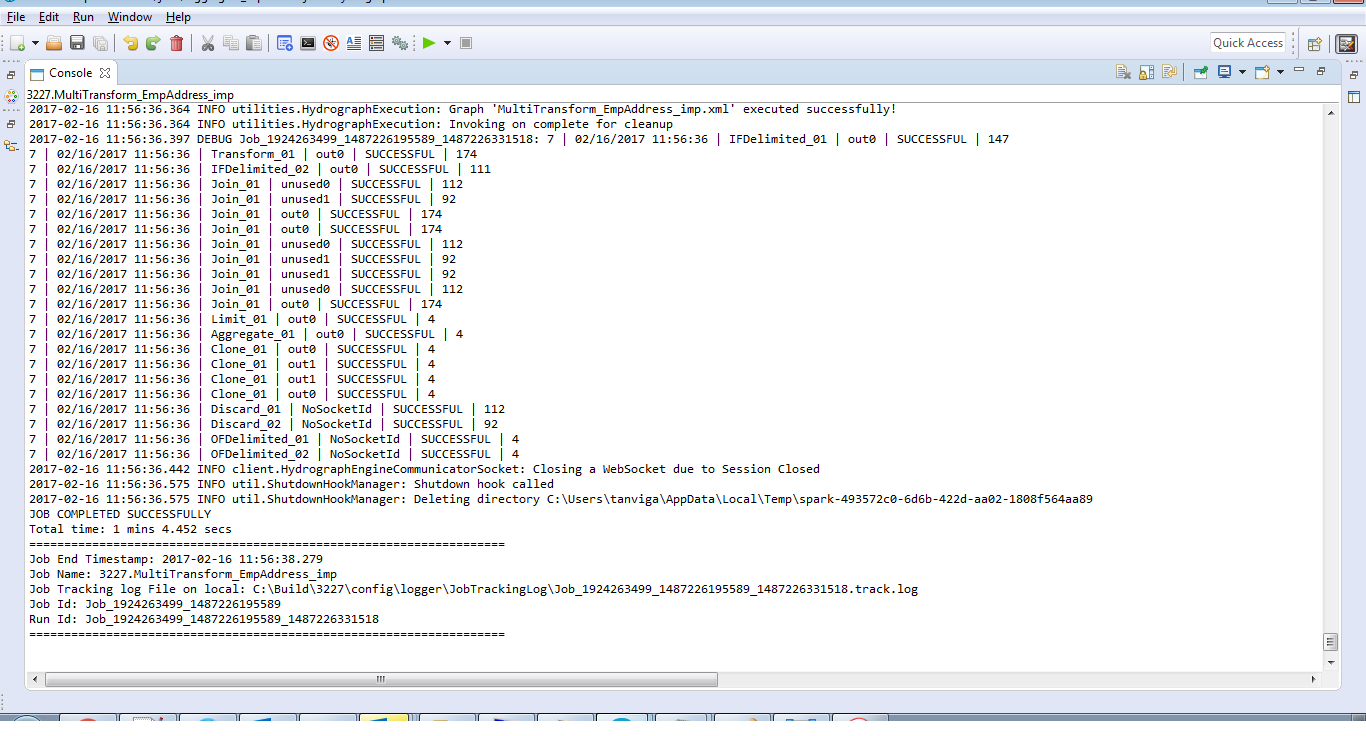 File Edit Run Window Help
Quick Access
Console
3227.MultiTransform_EmpAddress_imp
2017-02-16 11:56:36.364 INFO utilities.HydrographExecution: Graph 'MultiTransform_EmpAddress_imp.xml' executed successfully!
2017-02-16 11:56:36.364 INFO utilities.HydrographExecution: Invoking on complete for cleanup
2017-02-16 11:56:36.397 DEBUG Job_1924263499_1487226195589_1487226331518: 7 | 02/16/2017 11:56:36 | IFDelimited_01 | out0 | SUCCESSFUL | 147
7 | 02/16/2017 11:56:36 | Transform_01 | out0 | SUCCESSFUL | 174
7 | 02/16/2017 11:56:36 | IFDelimited_02 | out0 | SUCCESSFUL | 111
7 | 02/16/2017 11:56:36 | Join_01 | unused0 | SUCCESSFUL | 112
7 | 02/16/2017 11:56:36 | Join_01 | unused1 | SUCCESSFUL | 92
7 | 02/16/2017 11:56:36 | Join_01 | out0 | SUCCESSFUL | 174
7 | 02/16/2017 11:56:36 | Join_01 | out0 | SUCCESSFUL | 174
7 | 02/16/2017 11:56:36 | Join_01 | unused0 | SUCCESSFUL | 112
7 | 02/16/2017 11:56:36 | Join_01 | unused1 | SUCCESSFUL | 92
7 | 02/16/2017 11:56:36 | Join_01 | unused1 | SUCCESSFUL | 92
7 | 02/16/2017 11:56:36 | Join_01 | unused0 | SUCCESSFUL | 112
7 | 02/16/2017 11:56:36 | Join_01 | out0 | SUCCESSFUL | 174
7 | 02/16/2017 11:56:36 | Limit_01 | out0 | SUCCESSFUL | 4
7 | 02/16/2017 11:56:36 | Aggregate_01 | out0 | SUCCESSFUL | 4
7 | 02/16/2017 11:56:36 | Clone_01 | out0 | SUCCESSFUL | 4
7 | 02/16/2017 11:56:36 | Clone_01 | out1 | SUCCESSFUL | 4
7 | 02/16/2017 11:56:36 | Clone_01 | out1 | SUCCESSFUL | 4
7 | 02/16/2017 11:56:36 | Clone_01 | out0 | SUCCESSFUL | 4
7 | 02/16/2017 11:56:36 | Discard_01 | NoSocketId | SUCCESSFUL | 112
7 | 02/16/2017 11:56:36 | Discard_02 | NoSocketId | SUCCESSFUL | 92
7 | 02/16/2017 11:56:36 | OFDelimited_01 | NoSocketId | SUCCESSFUL | 4
7 | 02/16/2017 11:56:36 | OFDelimited_02 | NoSocketId | SUCCESSFUL | 4
2017-02-16 11:56:36.442 INFO client.HydrographEngineCommunicatorSocket: Closing a WebSocket due to Session Closed
2017-02-16 11:56:36.575 INFO util.ShutdownHookManager: Shutdown hook called
2017-02-16 11:56:36.575 INFO util.ShutdownHookManager: Deleting directory C:\Users\tanviga\AppData\Local\Temp\spark-493572c0-6d6b-422d-aa02-1808f564aa89
JOB COMPLETED SUCCESSFULLY
Total time: 1 mins 4.452 secs
====================================================================
Job End Timestamp: 2017-02-16 11:56:38.279
Job Name: 3227.MultiTransform_EmpAddress_imp
Job Tracking log File on local: C:\Build\3227\config\logger\JobTrackingLog\Job_1924263499_1487226195589_1487226331518.track.log
Job Id: Job_1924263499_1487226195589
Run Id: Job_1924263499_1487226195589_1487226331518
====================================================================